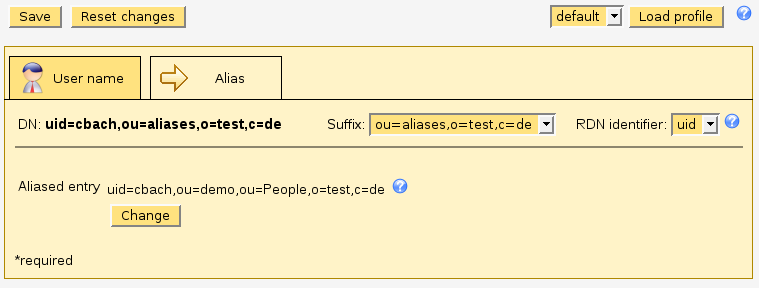 Save Reset changes default Load profile
User name Alias
DN: uid=cbach,ou=aliases,o=test,c=de Suffix: ou=aliases,o=test,c=de RDN identifier: uid
Aliased entry uid=cbach,ou=demo,ou=People,o=test,c=de
Change
*required